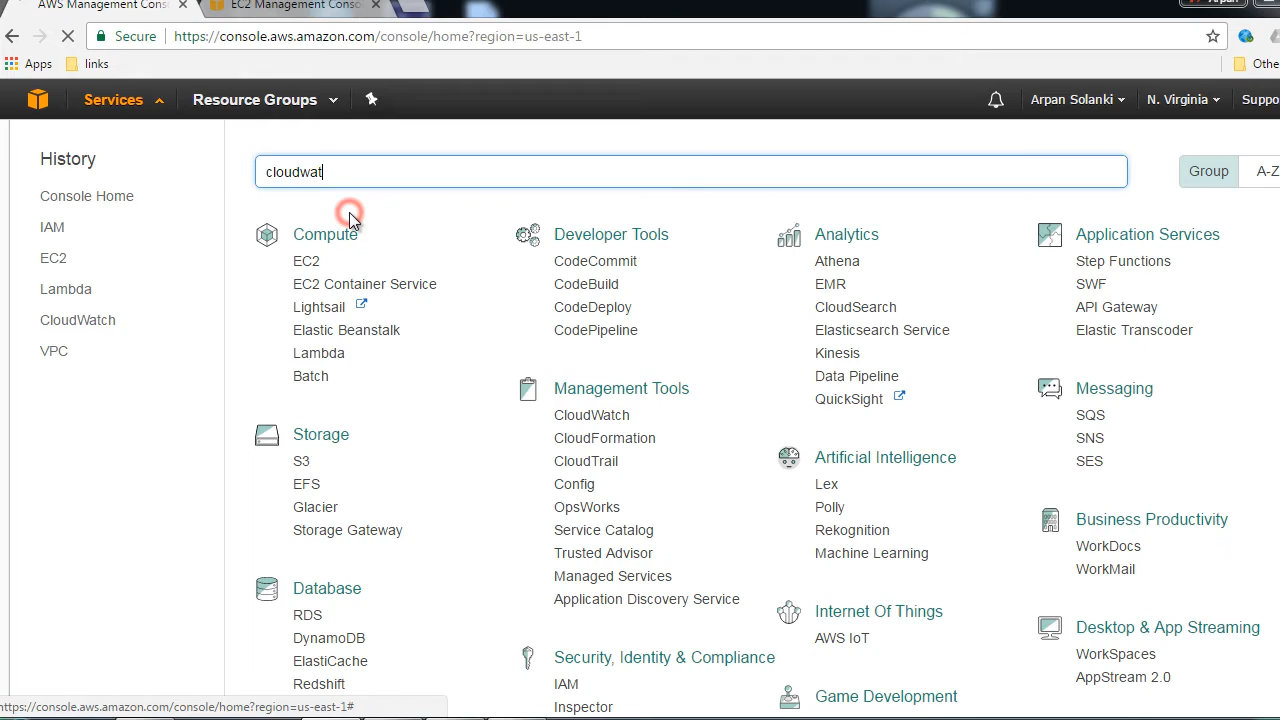 AWS Management Cons
EC2 Management Conso
Arpan
Secure https://console.aws.amazon.com/console/home?region=us-east-1
Apps links Othe
Services Resource Groups Arpan Solanki N. Virginia Suppo
History
Console Home
IAM
EC2
Lambda
CloudWatch
VPC
cloudwat
Group A-Z
Compute
EC2
EC2 Container Service
Lightsail
Elastic Beanstalk
Lambda
Batch
Storage
S3
EFS
Glacier
Storage Gateway
Database
RDS
DynamoDB
ElastiCache
Redshift
Developer Tools
CodeCommit
CodeBuild
CodeDeploy
CodePipeline
Management Tools
CloudWatch
CloudFormation
CloudTrail
Config
OpsWorks
Service Catalog
Trusted Advisor
Managed Services
Application Discovery Service
Security, Identity & Compliance
IAM
Inspector
Analytics
Athena
EMR
CloudSearch
Elasticsearch Service
Kinesis
Data Pipeline
QuickSight
Artificial Intelligence
Lex
Polly
Rekognition
Machine Learning
Internet Of Things
AWS IoT
Game Development
Application Services
Step Functions
SWF
API Gateway
Elastic Transcoder
Messaging
SQS
SNS
SES
Business Productivity
WorkDocs
WorkMail
Desktop & App Streaming
WorkSpaces
AppStream 2.0
https://console.aws.amazon.com/console/home?region=us-east-1#